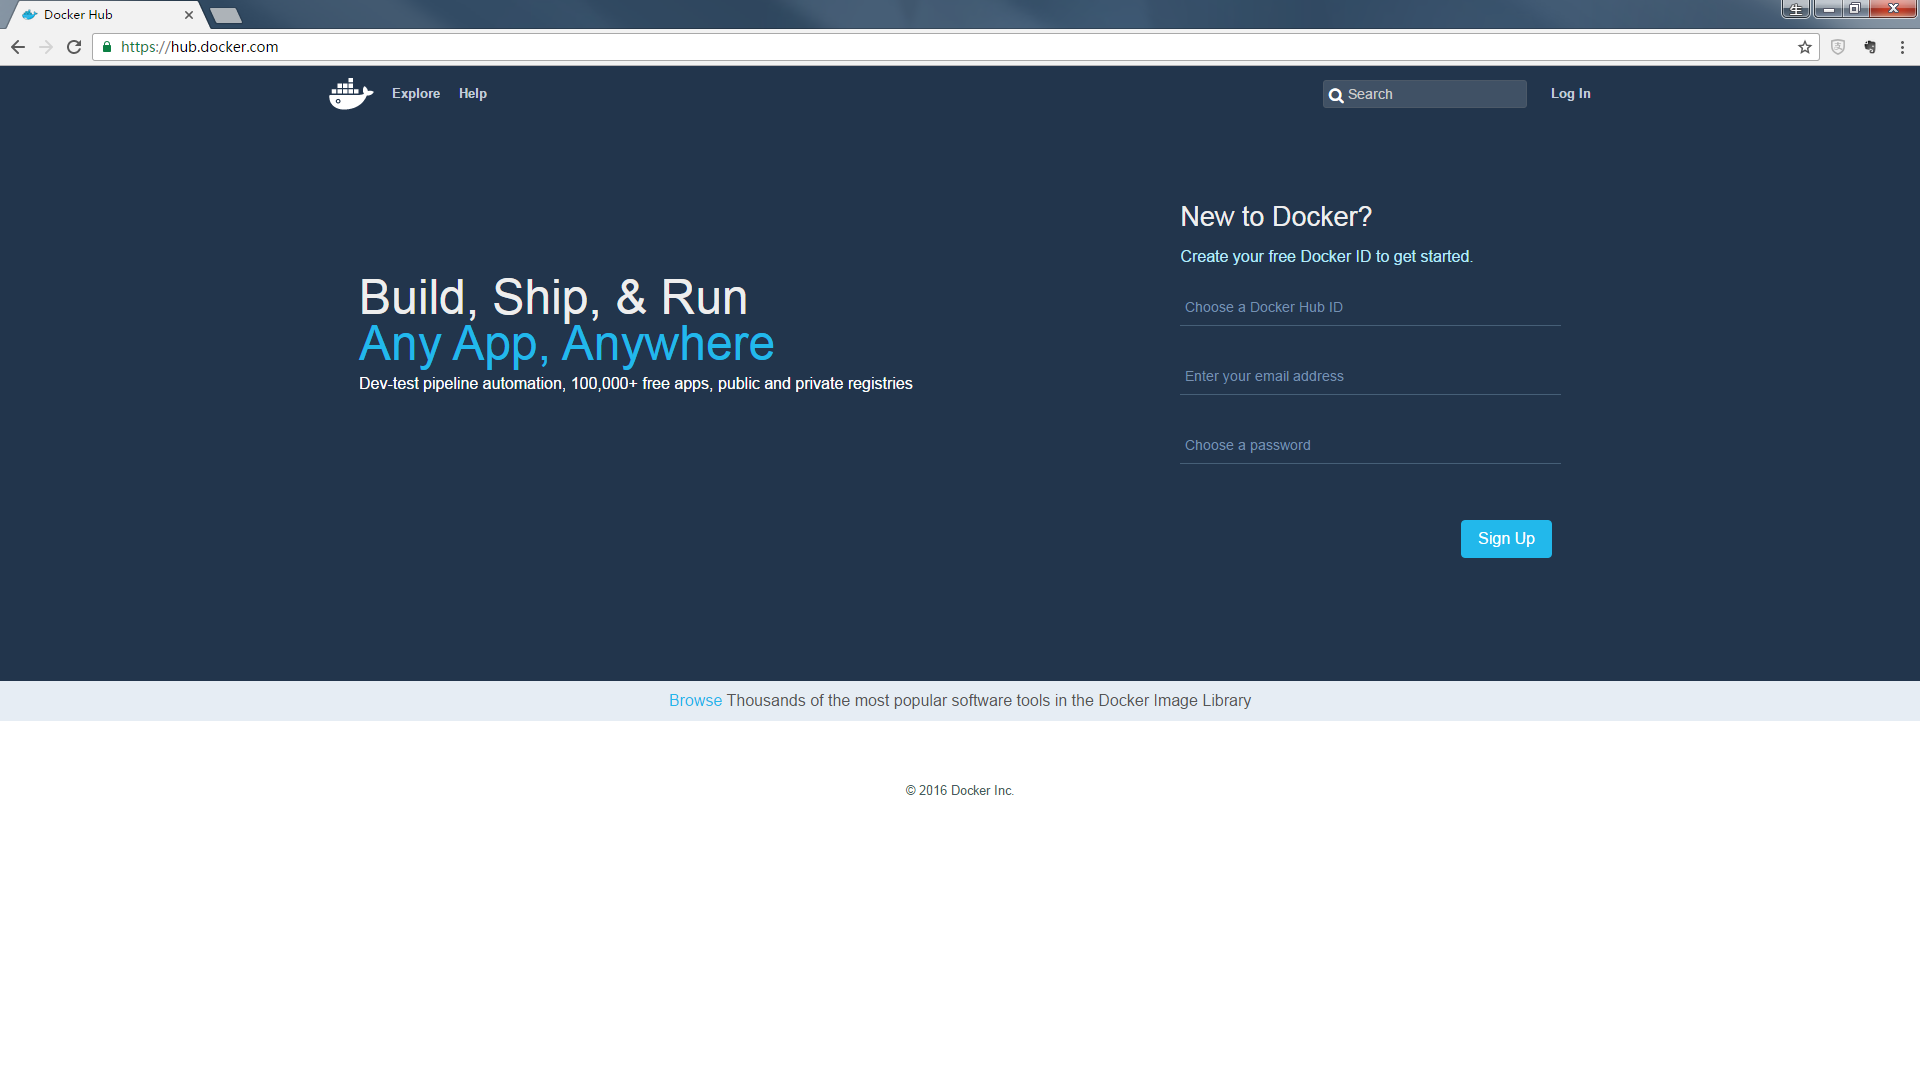 Docker Hub
生
https://hub.docker.com
Explore
Help
Search
Log In
New to Docker?
Create your free Docker ID to get started.
Build, Ship, & Run
Any App, Anywhere
Dev-test pipeline automation, 100,000+ free apps, public and private registries
Choose a Docker Hub ID
Enter your email address
Choose a password
Sign Up
Browse Thousands of the most popular software tools in the Docker Image Library
© 2016 Docker Inc.